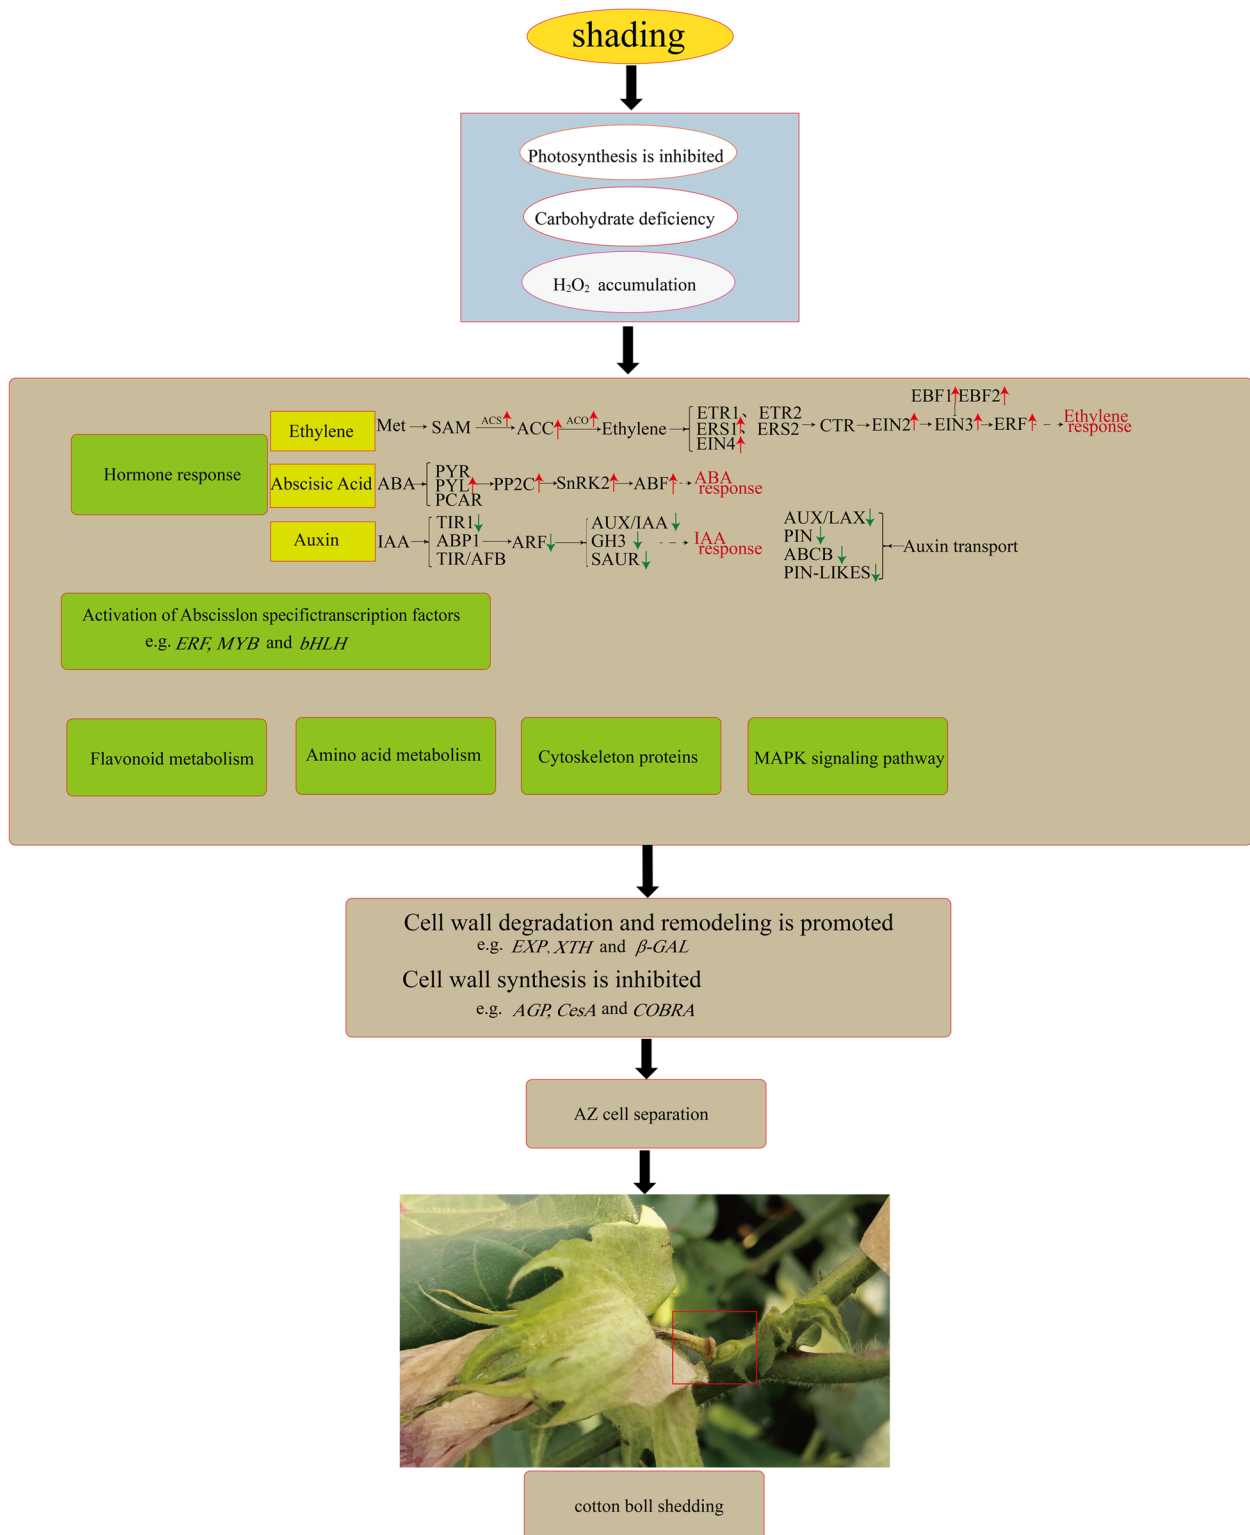 shading
Photosynthesis is inhibited
Carbohydrate deficiency
H₂O₂ accumulation
Hormone response
Ethylene
Met → SAM ACS↑ → ACC↑ ACO↑ → Ethylene → ETR1、 ETR2
ERS1↑、 ERS2
EIN4↑
→ CTR → EIN2↑ → EIN3↑ → ERF↑ --→ Ethylene
response
EBF1↑ EBF2↑
Abscisic Acid
ABA → PYR
PYL↑
PCAR
→ PP2C↑ → SnRK2↑ → ABF↑ --→ ABA
response
Auxin
IAA → TIR1↓
ABP1
TIR/AFB
→ ARF↓ → AUX/IAA↓
GH3↓
SAUR↓
--→ IAA
response
AUX/LAX↓
PIN↓
ABCB↓
PIN-LIKES↓
← Auxin transport
Activation of Abscisslon specifictranscription factors
e.g. ERF, MYB and bHLH
Flavonoid metabolism
Amino acid metabolism
Cytoskeleton proteins
MAPK signaling pathway
Cell wall degradation and remodeling is promoted
e.g. EXP, XTH and β-GAL
Cell wall synthesis is inhibited
e.g. AGP, CesA and COBRA
AZ cell separation
cotton boll shedding